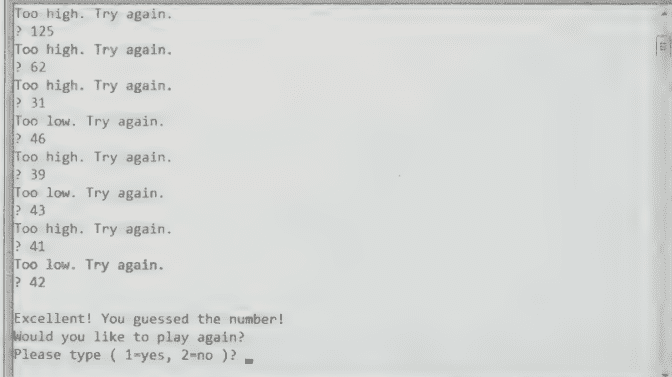 Too high. Try again.
? 125
Too high. Try again.
? 62
Too high. Try again.
? 31
Too low. Try again.
? 46
Too high. Try again.
? 39
Too low. Try again.
? 43
Too high. Try again.
? 41
Too low. Try again.
? 42
Excellent! You guessed the number!
Would you like to play again?
Please type ( 1=yes, 2=no )?